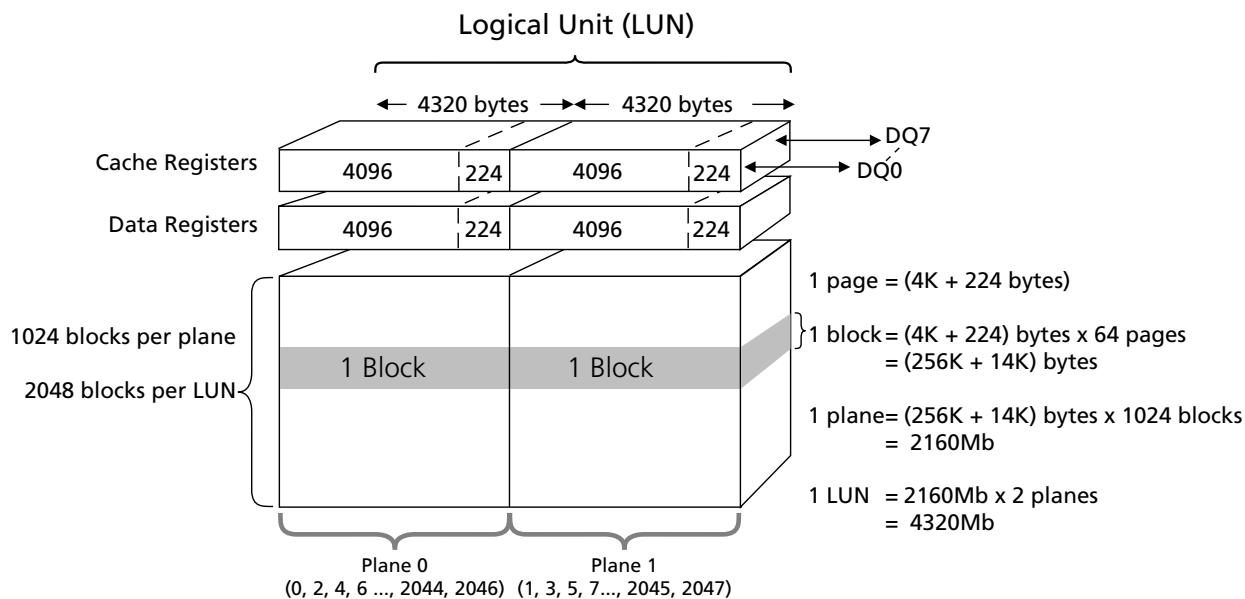 Logical Unit (LUN)
4320 bytes
4320 bytes
DQ7
DQ0
Cache Registers
4096
224
4096
224
Data Registers
4096
224
4096
224
1024 blocks per plane
2048 blocks per LUN
1 Block
1 Block
1 page = (4K + 224 bytes)
1 block = (4K + 224) bytes x 64 pages
= (256K + 14K) bytes
1 plane = (256K + 14K) bytes x 1024 blocks
= 2160Mb
1 LUN = 2160Mb x 2 planes
= 4320Mb
Plane 0
(0, 2, 4, 6 ..., 2044, 2046)
Plane 1
(1, 3, 5, 7..., 2045, 2047)